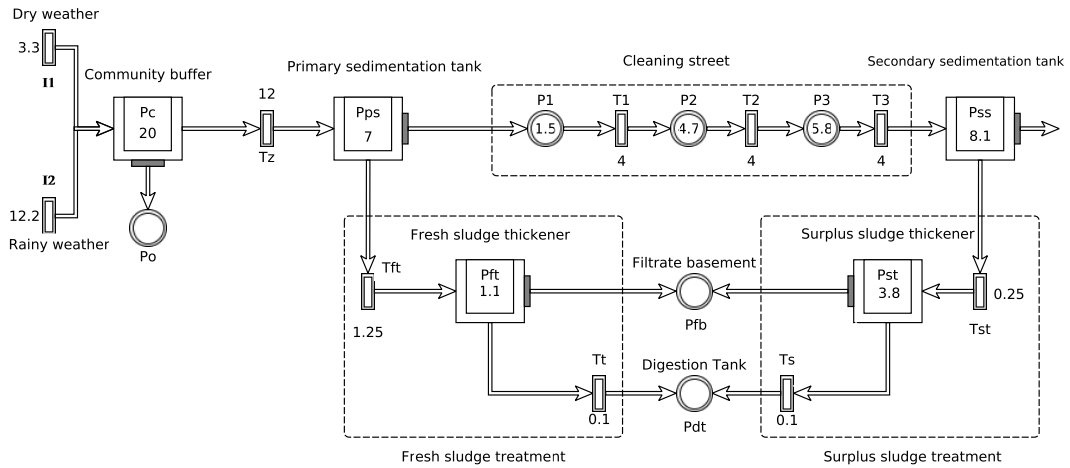 Dry weather
3.3
I1
Community buffer
Pc
20
I2
12.2
Rainy weather
Po
12
Tz
Primary sedimentation tank
Pps
7
Cleaning street
P1
1.5
T1
4
P2
4.7
T2
4
P3
5.8
T3
4
Secondary sedimentation tank
Pss
8.1
Fresh sludge thickener
Tft
1.25
Pft
1.1
Tt
0.1
Fresh sludge treatment
Filtrate basement
Pfb
Digestion Tank
Pdt
Surplus sludge thickener
Pst
3.8
0.25
Tst
Ts
0.1
Surplus sludge treatment